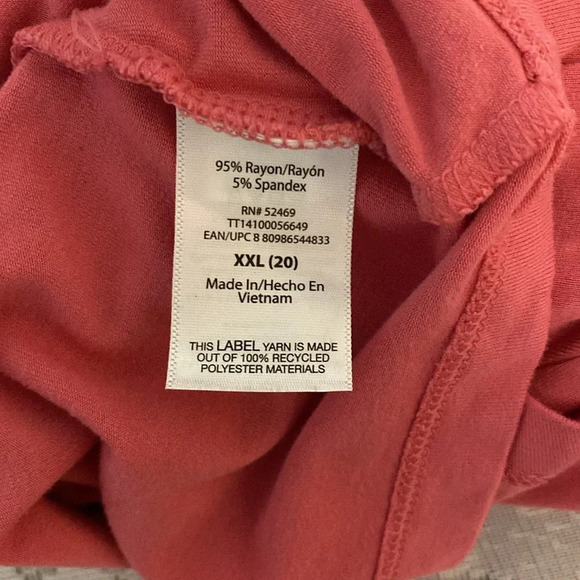 95% Rayon/Rayón
5% Spandex
RN# 52469
TT14100056649
EAN/UPC 8 80986544833
XXL (20)
Made In/Hecho En
Vietnam
THIS LABEL YARN IS MADE
OUT OF 100% RECYCLED
POLYESTER MATERIALS